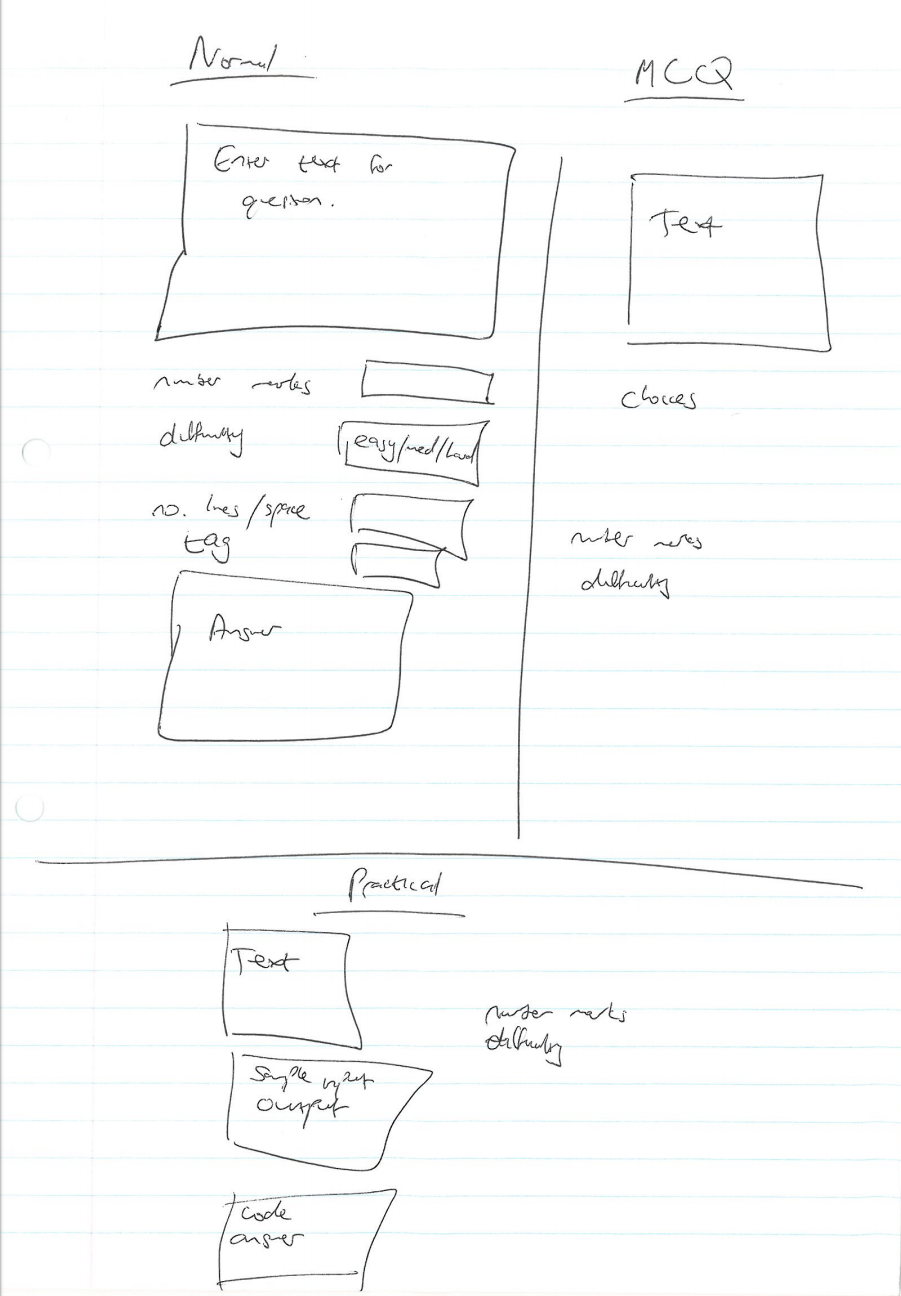 Normal
Enter text for
question.
number marks
difficulty
easy/med/hard
no. lines/space
tag
Answer
MCCQ
Text
choices
number marks
difficulty
Practical
Text
Sample input
output
code
answer
number marks
difficulty